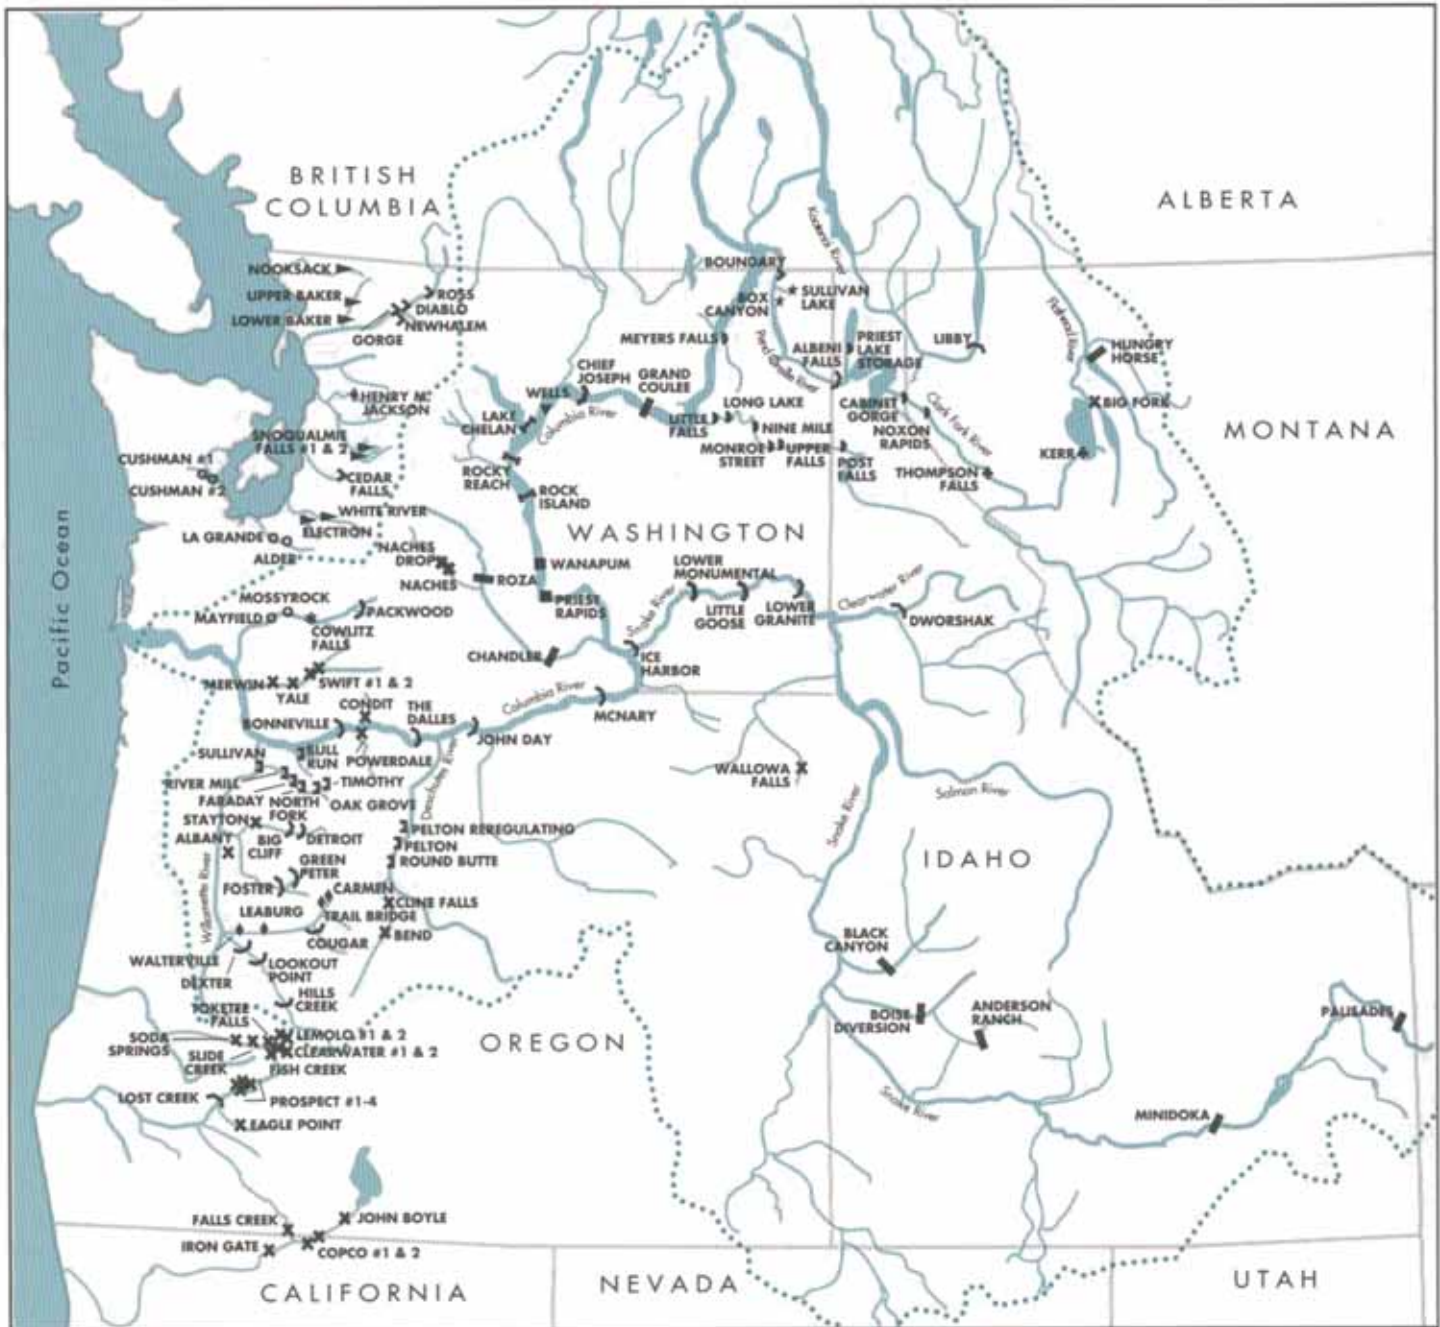 BRITISH
COLUMBIA
ALBERTA
NOOKSACK
UPPER BAKER
LOWER BAKER
ROSS
DIABLO
NEWHALEM
GORGE
Kootenai River
BOUNDARY
BOX
CANYON
SULLIVAN
LAKE
MEYERS FALLS
Pend Oreille River
ALBENI
FALLS
PRIEST
LAKE
STORAGE
LIBBY
Flathead River
HUNGRY
HORSE
BIG FORK
MONTANA
KERR
CHIEF
JOSEPH
GRAND
COULEE
WELLS
LAKE
CHELAN
Columbia River
LITTLE
FALLS
LONG LAKE
NINE MILE
MONROE
STREET
UPPER
FALLS
POST
FALLS
CABINET
GORGE
NOXON
RAPIDS
Clark Fork River
THOMPSON
FALLS
HENRY M.
JACKSON
SNOQUALMIE
FALLS #1 & 2
CUSHMAN #1
CUSHMAN #2
CEDAR
FALLS
WHITE RIVER
ELECTRON
LA GRANDE
ALDER
ROCKY
REACH
ROCK
ISLAND
WASHINGTON
Pacific Ocean
NACHES
DROP
NACHES
ROZA
WANAPUM
PRIEST
RAPIDS
LOWER
MONUMENTAL
LITTLE
GOOSE
LOWER
GRANITE
Snake River
Clearwater River
DWORSHAK
MOSSYROCK
MAYFIELD
PACKWOOD
COWLITZ
FALLS
CHANDLER
ICE
HARBOR
MERWIN
YALE
SWIFT #1 & 2
CONDIT
BONNEVILLE
THE
DALLES
Columbia River
MCNARY
JOHN DAY
SULLIVAN
BULL
RUN
POWERDALE
RIVER MILL
TIMOTHY
FARADAY
NORTH
FORK
OAK GROVE
Deschutes River
WALLOWA
FALLS
Salmon River
Snake River
STAYTON
ALBANY
BIG
CLIFF
DETROIT
PELTON REREGULATING
PELTON
ROUND BUTTE
IDAHO
Willamette River
GREEN
PETER
FOSTER
CARMEN
CLINE FALLS
LEABURG
TRAIL BRIDGE
COUGAR
BEND
WALTERVILLE
DEXTER
LOOKOUT
POINT
HILLS
CREEK
BLACK
CANYON
BOISE
DIVERSION
ANDERSON
RANCH
PALISADES
TOKETEE
FALLS
SODA
SPRINGS
LEMOLO #1 & 2
CLEARWATER #1 & 2
SLIDE
CREEK
FISH CREEK
OREGON
LOST CREEK
PROSPECT #1-4
EAGLE POINT
Snake River
MINIDOKA
FALLS CREEK
JOHN BOYLE
IRON GATE
COPCO #1 & 2
CALIFORNIA
NEVADA
UTAH